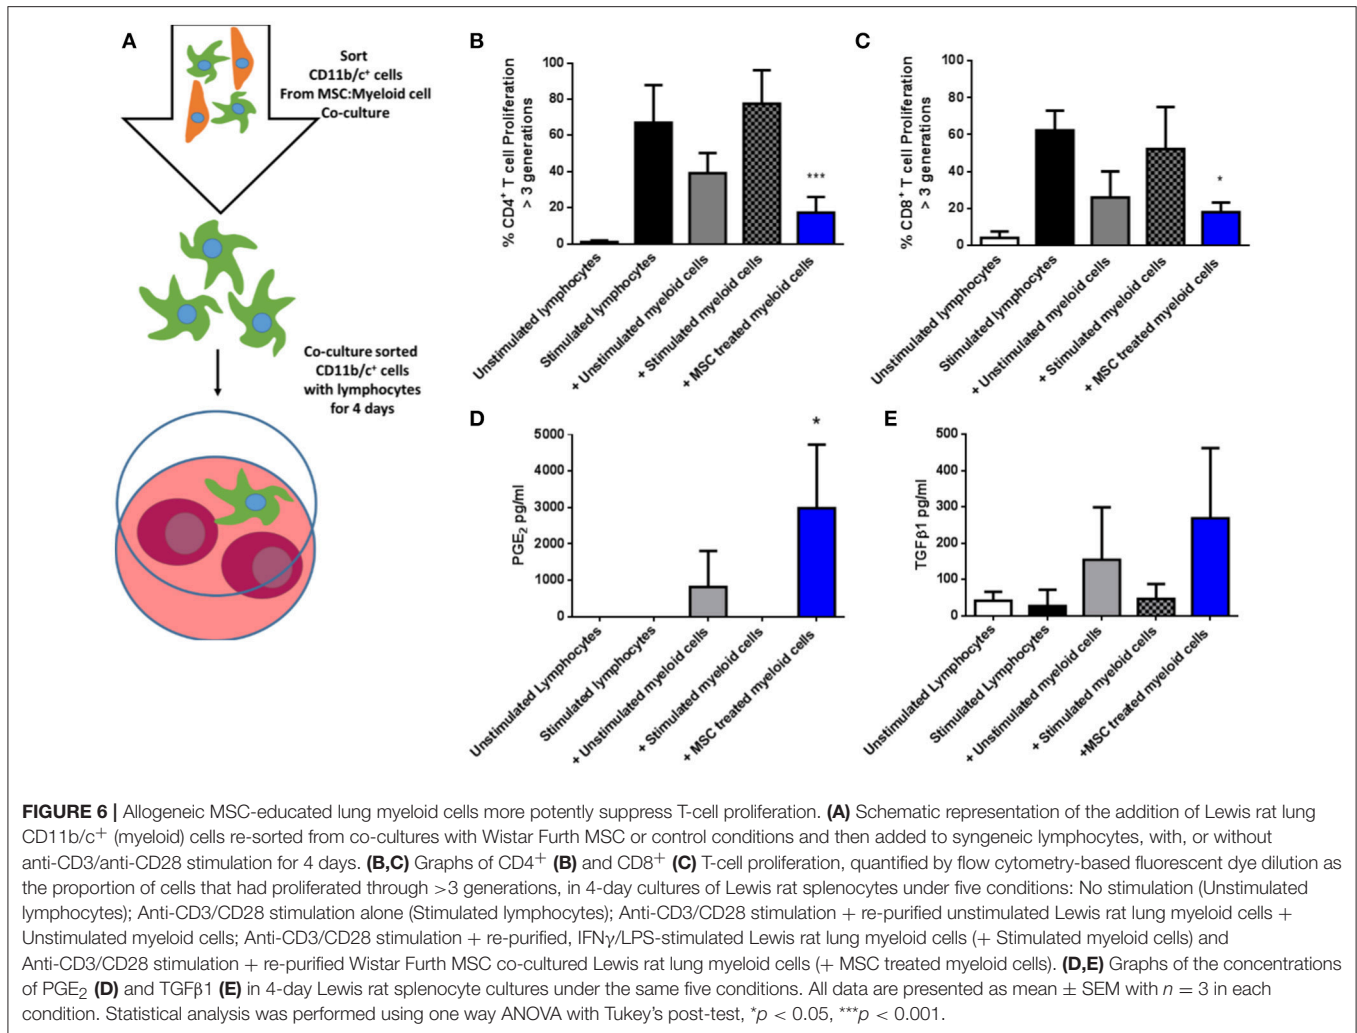 A
Sort
CD11b/c⁺ cells
From MSC:Myeloid cell
Co-culture
Co-culture sorted
CD11b/c⁺ cells
with lymphocytes
for 4 days
B
% CD4⁺ T cell Proliferation
> 3 generations
100
80
60
40
20
0
***
Unstimulated lymphocytes
Stimulated lymphocytes
+ Unstimulated myeloid cells
+ Stimulated myeloid cells
+ MSC treated myeloid cells
C
% CD8⁺ T cell Proliferation
> 3 generations
100
80
60
40
20
0
*
Unstimulated lymphocytes
Stimulated lymphocytes
+ Unstimulated myeloid cells
+ Stimulated myeloid cells
+ MSC treated myeloid cells
D
PGE₂ pg/ml
5000
4000
3000
2000
1000
0
*
Unstimulated Lymphocytes
Stimulated lymphocytes
+ Unstimulated myeloid cells
+ Stimulated myeloid cells
+ MSC treated myeloid cells
E
TGFβ1 pg/ml
500
400
300
200
100
0
Unstimulated Lymphocytes
Stimulated Lymphocytes
+ Unstimulated myeloid cells
+ Stimulated myeloid cells
+MSC treated myeloid cells
FIGURE 6 | Allogeneic MSC-educated lung myeloid cells more potently suppress T-cell proliferation. (A) Schematic representation of the addition of Lewis rat lung
CD11b/c⁺ (myeloid) cells re-sorted from co-cultures with Wistar Furth MSC or control conditions and then added to syngeneic lymphocytes, with, or without
anti-CD3/anti-CD28 stimulation for 4 days. (B,C) Graphs of CD4⁺ (B) and CD8⁺ (C) T-cell proliferation, quantified by flow cytometry-based fluorescent dye dilution as
the proportion of cells that had proliferated through >3 generations, in 4-day cultures of Lewis rat splenocytes under five conditions: No stimulation (Unstimulated
lymphocytes); Anti-CD3/CD28 stimulation alone (Stimulated lymphocytes); Anti-CD3/CD28 stimulation + re-purified unstimulated Lewis rat lung myeloid cells +
Unstimulated myeloid cells; Anti-CD3/CD28 stimulation + re-purified, IFNγ/LPS-stimulated Lewis rat lung myeloid cells (+ Stimulated myeloid cells) and
Anti-CD3/CD28 stimulation + re-purified Wistar Furth MSC co-cultured Lewis rat lung myeloid cells (+ MSC treated myeloid cells). (D,E) Graphs of the concentrations
of PGE₂ (D) and TGFβ1 (E) in 4-day Lewis rat splenocyte cultures under the same five conditions. All data are presented as mean ± SEM with n = 3 in each
condition. Statistical analysis was performed using one way ANOVA with Tukey's post-test, *p < 0.05, ***p < 0.001.